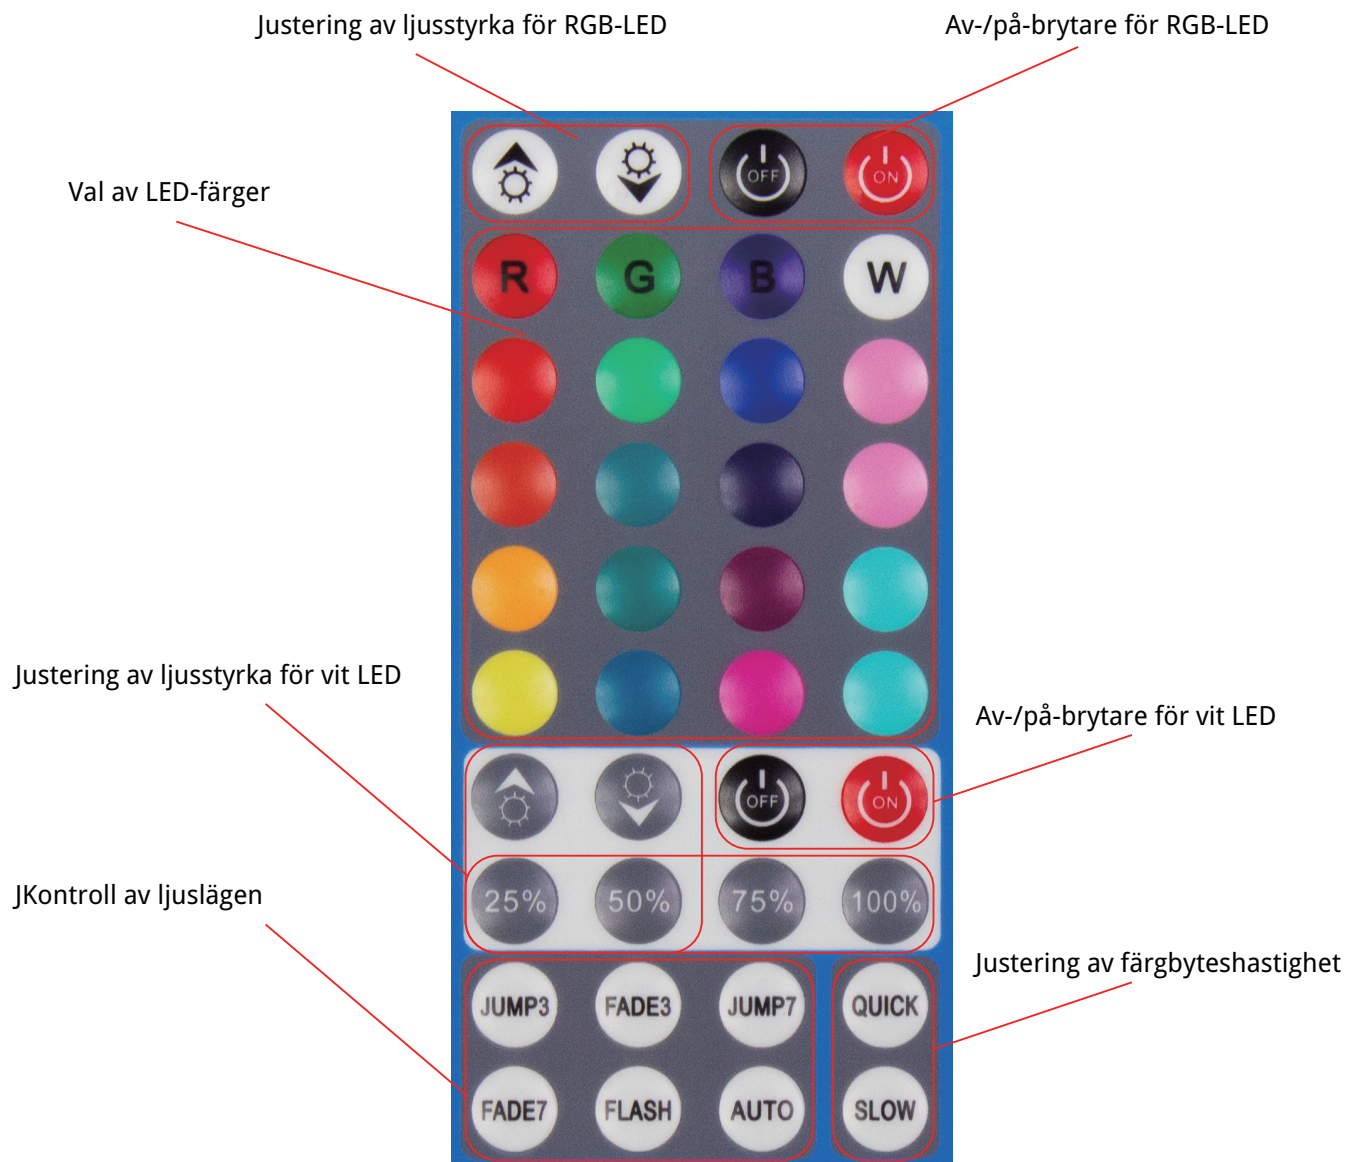 Justering av ljusstyrka för RGB-LED
Av-/på-brytare för RGB-LED
Val av LED-färger
OFF
ON
R
G
B
W
Justering av ljusstyrka för vit LED
Av-/på-brytare för vit LED
OFF
ON
25%
50%
75%
100%
JKontroll av ljuslägen
Justering av färgbyteshastighet
JUMP3
FADE3
JUMP7
QUICK
FADE7
FLASH
AUTO
SLOW